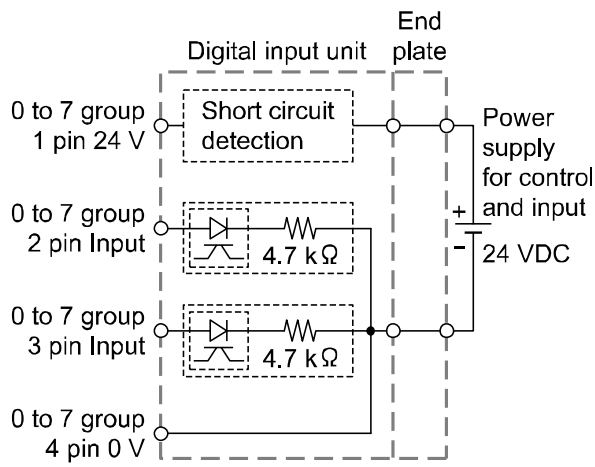 End
plate
Digital input unit
0 to 7 group
1 pin 24 V
Short circuit
detection
Power
supply
for control
and input
+
−
24 VDC
0 to 7 group
2 pin Input
4.7 kΩ
0 to 7 group
3 pin Input
4.7 kΩ
0 to 7 group
4 pin 0 V